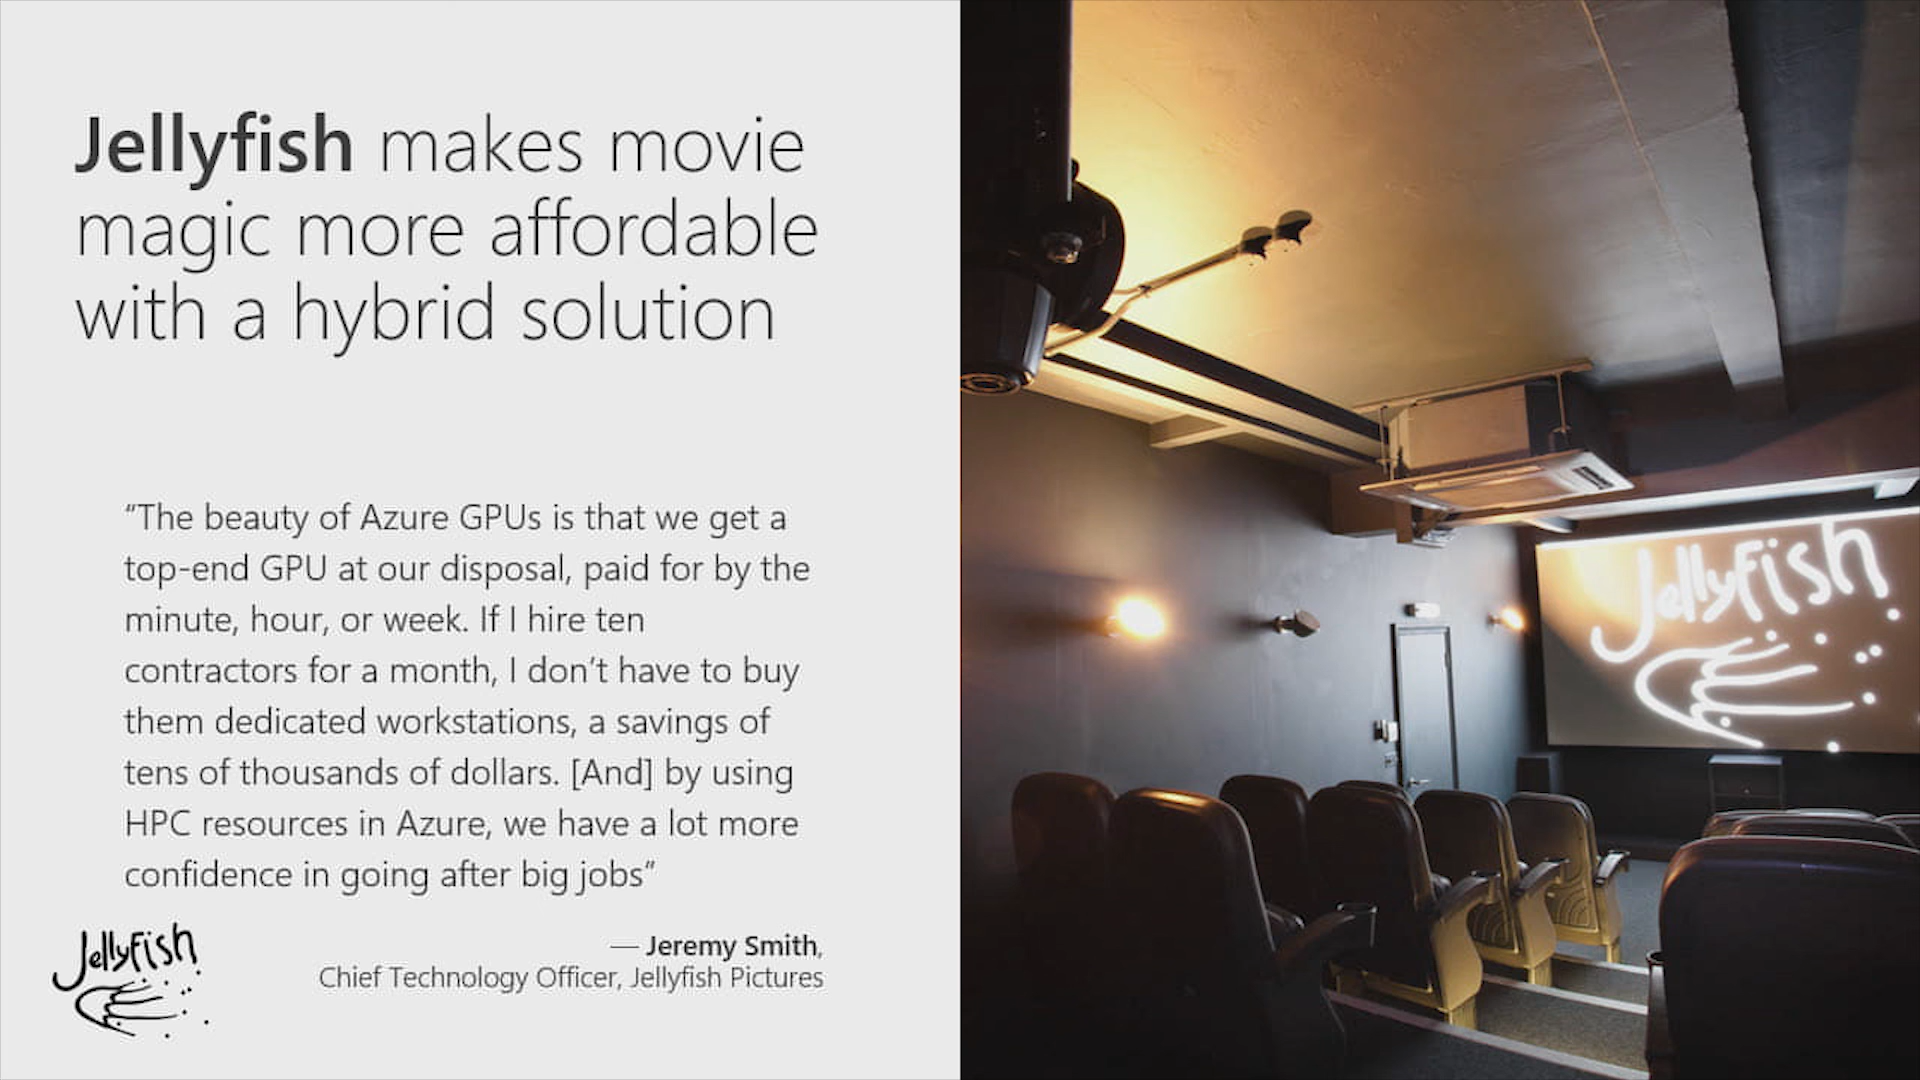 Jellyfish makes movie
magic more affordable
with a hybrid solution
“The beauty of Azure GPUs is that we get a
top-end GPU at our disposal, paid for by the
minute, hour, or week. If I hire ten
contractors for a month, I don’t have to buy
them dedicated workstations, a savings of
tens of thousands of dollars. [And] by using
HPC resources in Azure, we have a lot more
confidence in going after big jobs”
— Jeremy Smith,
Chief Technology Officer, Jellyfish Pictures
Jellyfish
Jellyfish